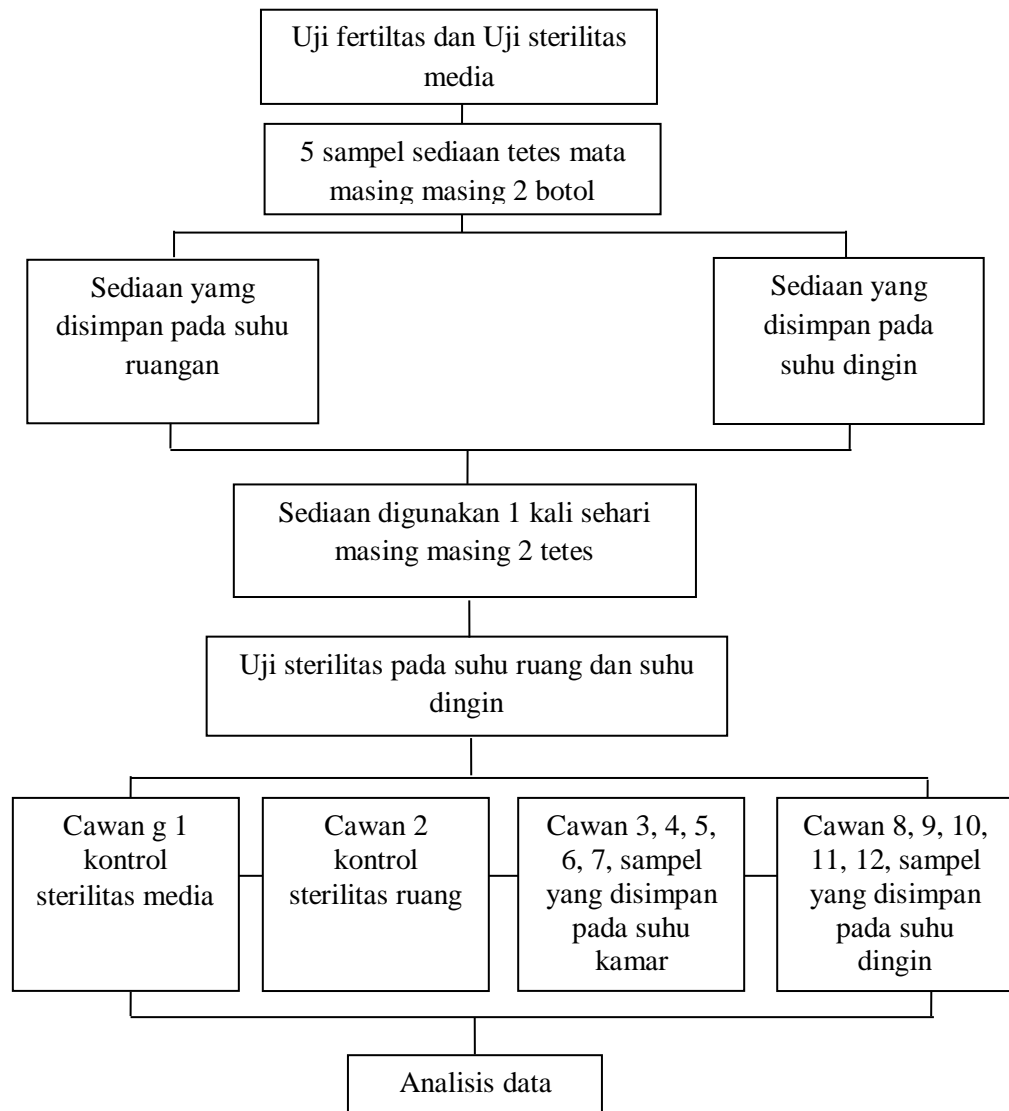 Uji fertiltas dan Uji sterilitas
media
5 sampel sediaan tetes mata
masing masing 2 botol
Sediaan yamg
disimpan pada suhu
ruangan
Sediaan yang
disimpan pada
suhu dingin
Sediaan digunakan 1 kali sehari
masing masing 2 tetes
Uji sterilitas pada suhu ruang dan suhu
dingin
Cawan g 1
kontrol
sterilitas media
Cawan 2
kontrol
sterilitas ruang
Cawan 3, 4, 5,
6, 7, sampel
yang disimpan
pada suhu
kamar
Cawan 8, 9, 10,
11, 12, sampel
yang disimpan
pada suhu
dingin
Analisis data